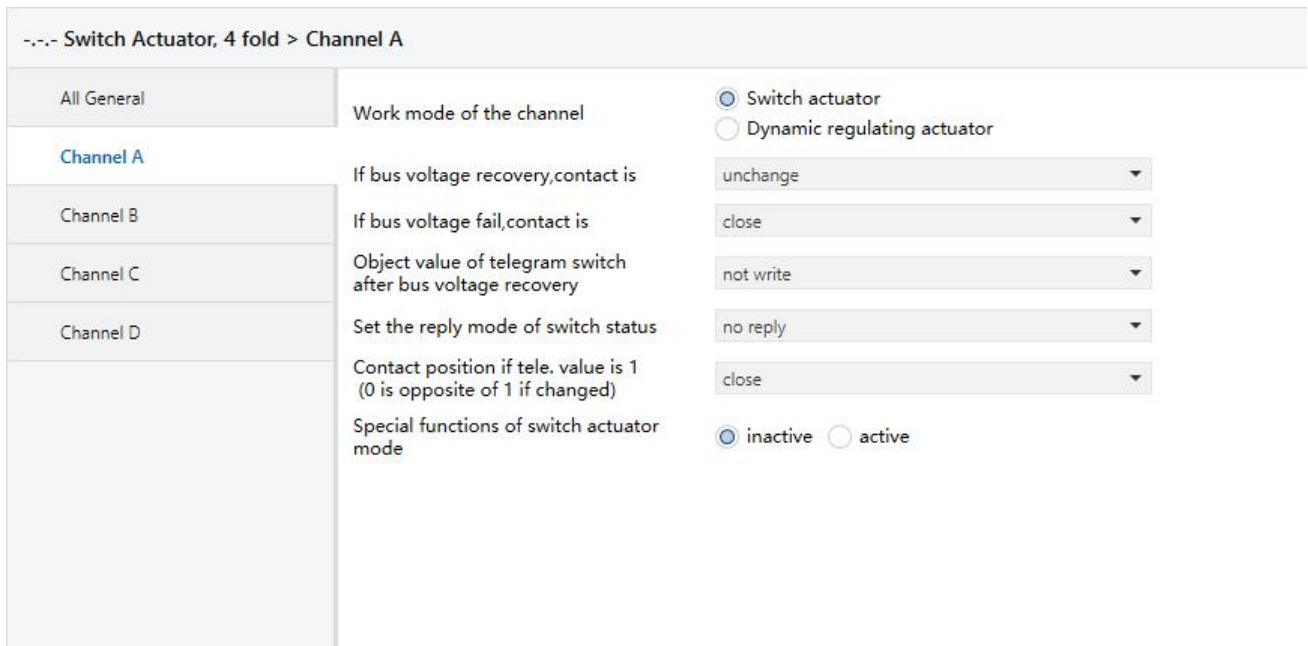 -.-.- Switch Actuator, 4 fold > Channel A
All General
Channel A
Channel B
Channel C
Channel D
Work mode of the channel
Switch actuator
Dynamic regulating actuator
If bus voltage recovery,contact is
unchange
If bus voltage fail,contact is
close
Object value of telegram switch
after bus voltage recovery
not write
Set the reply mode of switch status
no reply
Contact position if tele. value is 1
(0 is opposite of 1 if changed)
close
Special functions of switch actuator
mode
inactive active